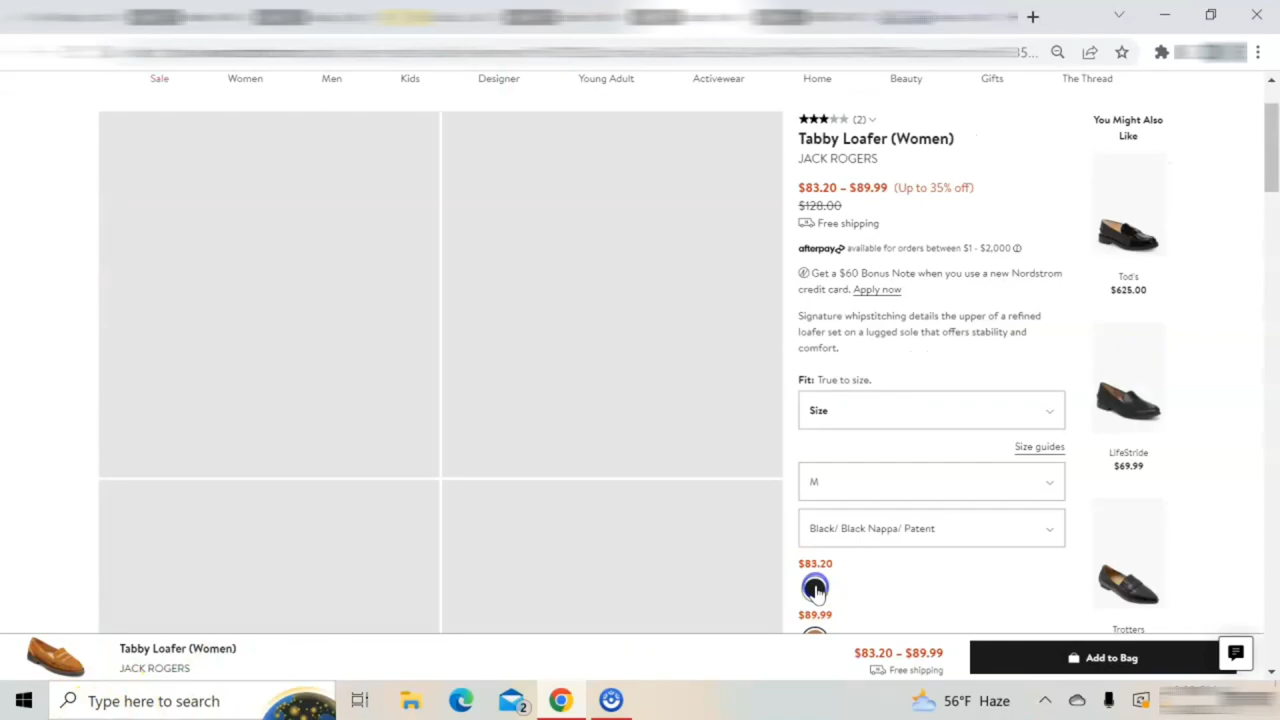 35...
Sale Women Men Kids Designer Young Adult Activewear Home Beauty Gifts The Thread
(2)
Tabby Loafer (Women)
JACK ROGERS
$83.20 – $89.99 (Up to 35% off)
$128.00
Free shipping
afterpay available for orders between $1 - $2,000
Get a $60 Bonus Note when you use a new Nordstrom
credit card. Apply now
Signature whipstitching details the upper of a refined
loafer set on a lugged sole that offers stability and
comfort.
Fit: True to size.
Size
Size guides
M
Black/ Black Nappa/ Patent
$83.20
$89.99
You Might Also
Like
Tod's
$625.00
LifeStride
$69.99
Trotters
Tabby Loafer (Women)
JACK ROGERS
$83.20 – $89.99
Free shipping
Add to Bag
Type here to search
2
56°F Haze